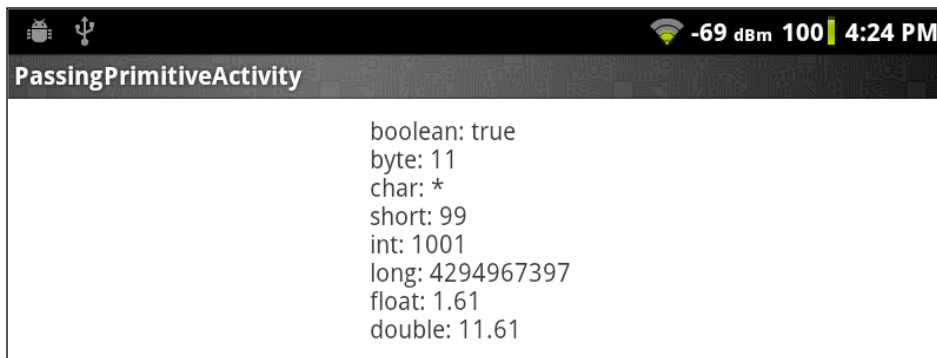 -69 dBm 100 4:24 PM
PassingPrimitiveActivity
boolean: true
byte: 11
char: *
short: 99
int: 1001
long: 4294967397
float: 1.61
double: 11.61